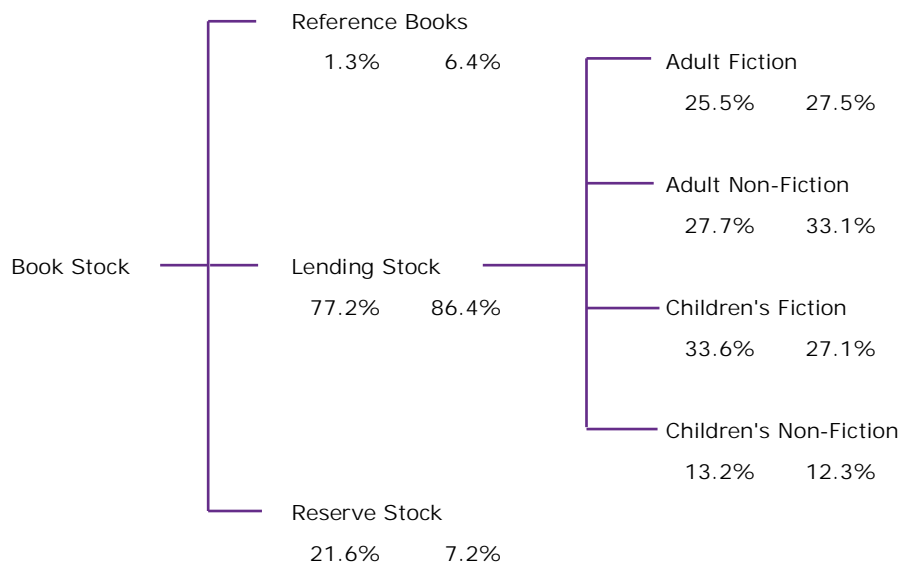 Reference Books
1.3% 6.4%
Adult Fiction
25.5% 27.5%
Adult Non-Fiction
27.7% 33.1%
Book Stock
Lending Stock
77.2% 86.4%
Children's Fiction
33.6% 27.1%
Children's Non-Fiction
13.2% 12.3%
Reserve Stock
21.6% 7.2%